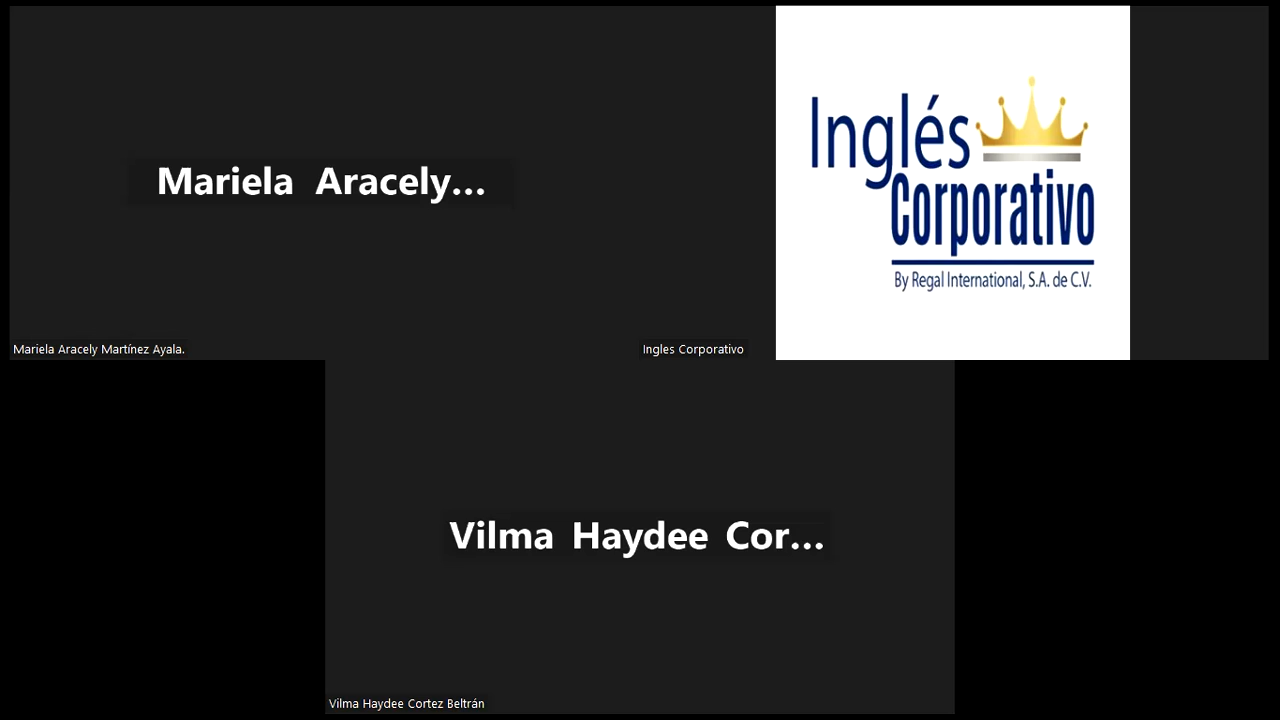 Mariela Aracely...
Mariela Aracely Martínez Ayala.
Inglés
Corporativo
By Regal International, S.A. de C.V.
Ingles Corporativo
Vilma Haydee Cor...
Vilma Haydee Cortez Beltrán